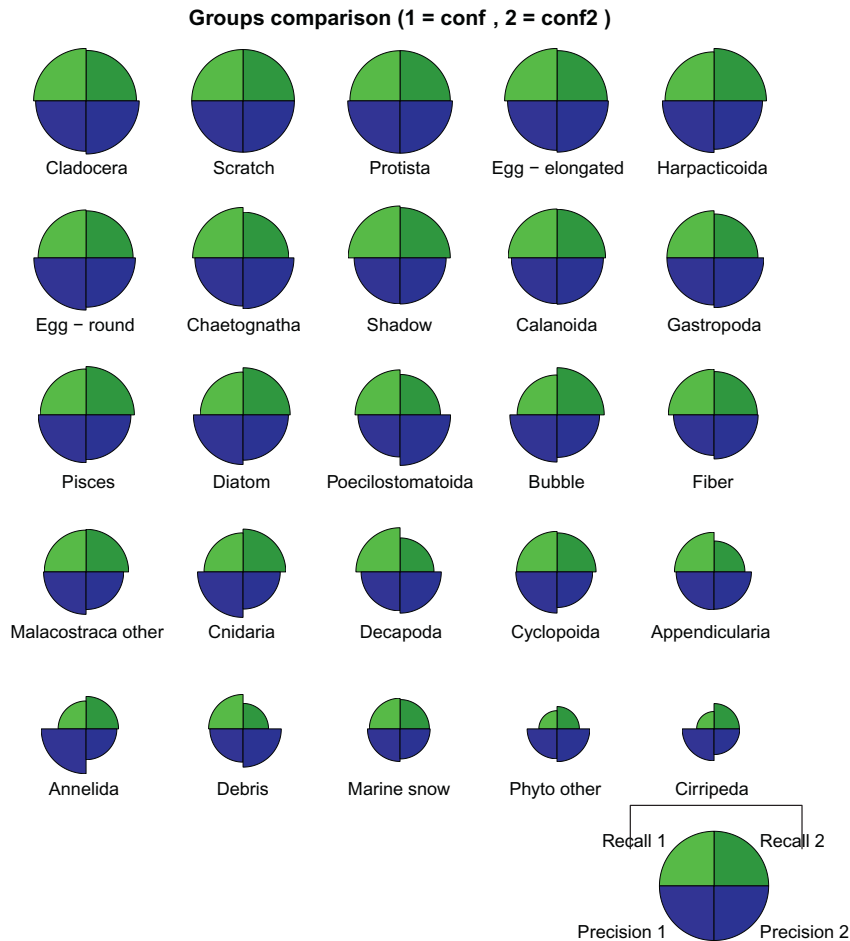 Groups comparison (1 = conf , 2 = conf2 )
Cladocera
Scratch
Protista
Egg − elongated
Harpacticoida
Egg − round
Chaetognatha
Shadow
Calanoida
Gastropoda
Pisces
Diatom
Poecilostomatoida
Bubble
Fiber
Malacostraca other
Cnidaria
Decapoda
Cyclopoida
Appendicularia
Annelida
Debris
Marine snow
Phyto other
Cirripeda
Recall 1
Recall 2
Precision 1
Precision 2